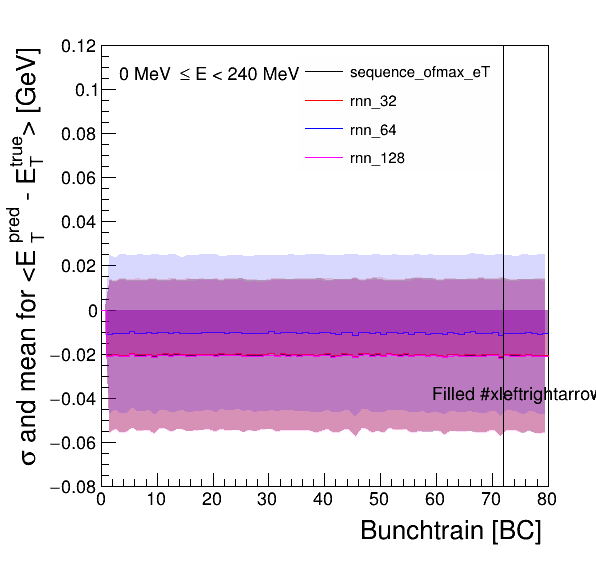 σ and mean for <E_T^pred - E_T^true> [GeV]
0.12
0.1
0.08
0.06
0.04
0.02
0
−0.02
−0.04
−0.06
−0.08
0 MeV ≤ E < 240 MeV
sequence_ofmax_eT
rnn_32
rnn_64
rnn_128
Filled #xleftrightarrow
0 10 20 30 40 50 60 70 80
Bunchtrain [BC]